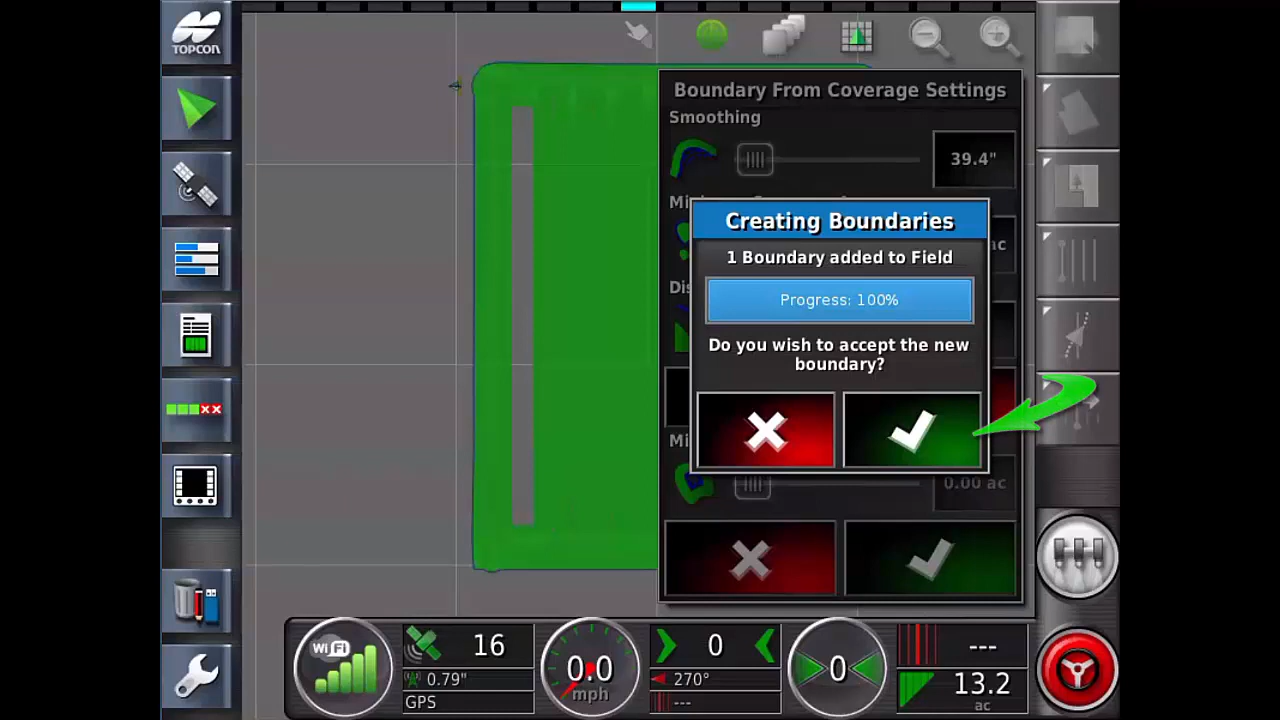 TOPCON
Boundary From Coverage Settings
Smoothing
39.4"
Creating Boundaries
1 Boundary added to Field
Progress: 100%
Do you wish to accept the new
boundary?
0.00 ac
WiFi
16
0.79"
GPS
0.0
mph
0
270°
---
0
---
13.2
ac